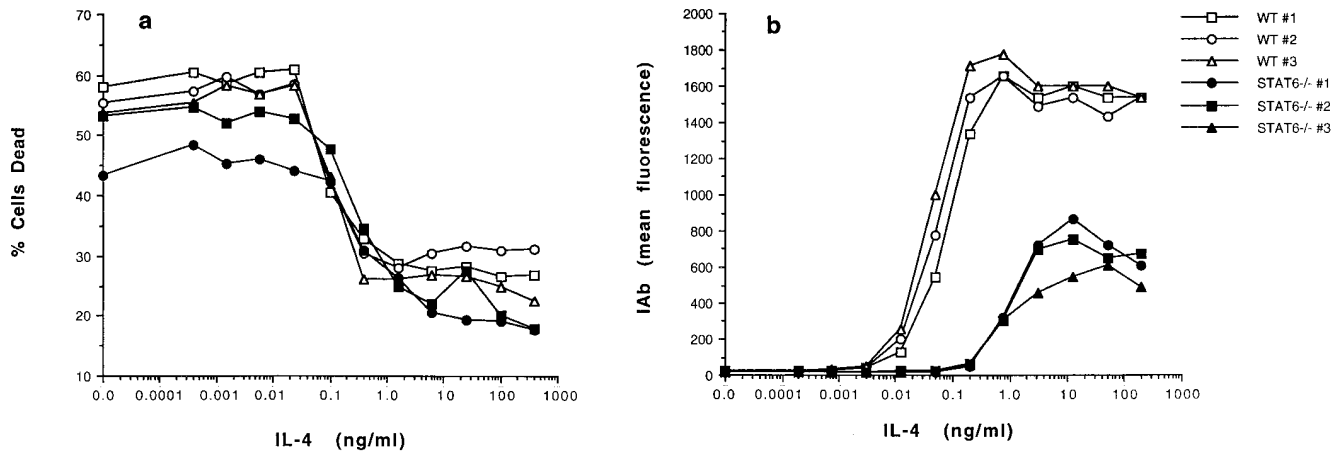 a
% Cells Dead
70
60
50
40
30
20
10
0.0 0.0001 0.001 0.01 0.1 1.0 10 100 1000
IL-4 (ng/ml)
b
IAb (mean fluorescence)
2000
1800
1600
1400
1200
1000
800
600
400
200
0
0.0 0.0001 0.001 0.01 0.1 1.0 10 100 1000
IL-4 (ng/ml)
WT #1
WT #2
WT #3
STAT6-/- #1
STAT6-/- #2
STAT6-/- #3